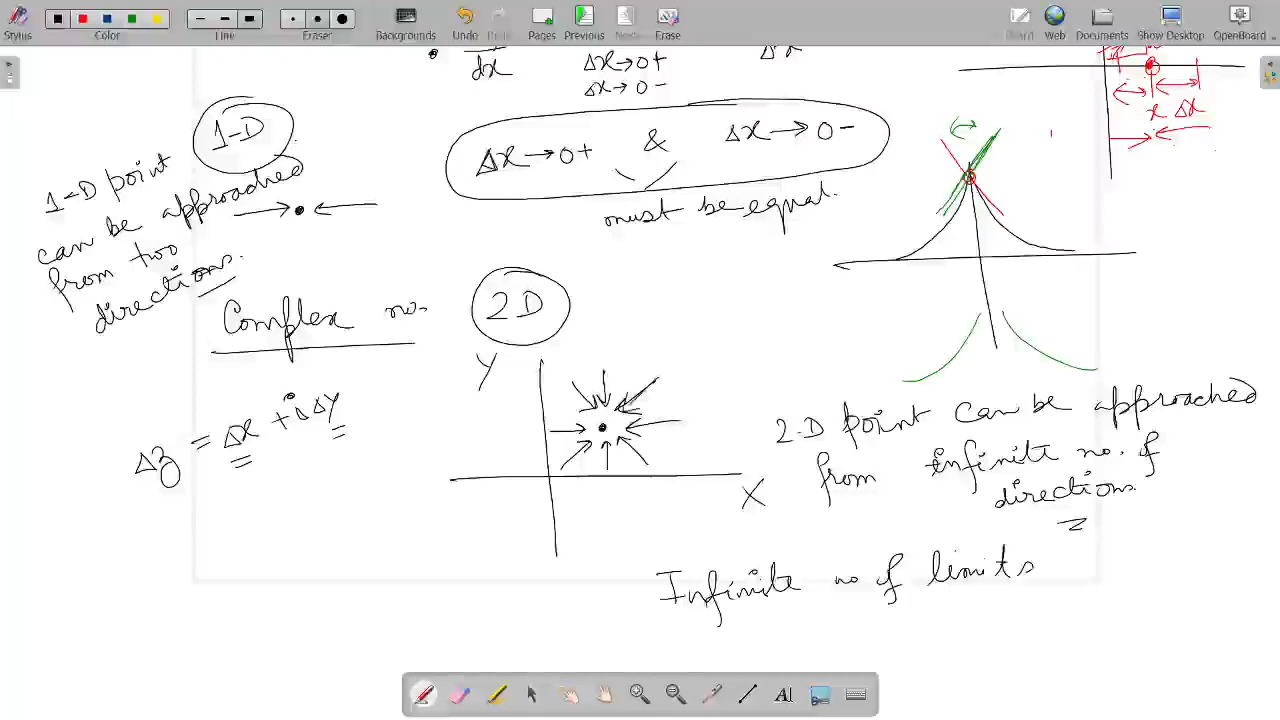 Stylus
Color
Line
Eraser
Backgrounds
Undo
Redo
Pages
Previous
Next
Erase
Board
Web
Documents
Show Desktop
OpenBoard
dx
Δx→0+
Δx→0-
Δx
x Δx
1-D
Δx→0+ & Δx→0-
must be equal.
1-D point
can be approached
from two
directions.
Complex no.
2D
Y
X
Δz = Δx + iΔy
2-D point can be approached
from infinite no. of
directions.
Infinite no of limits